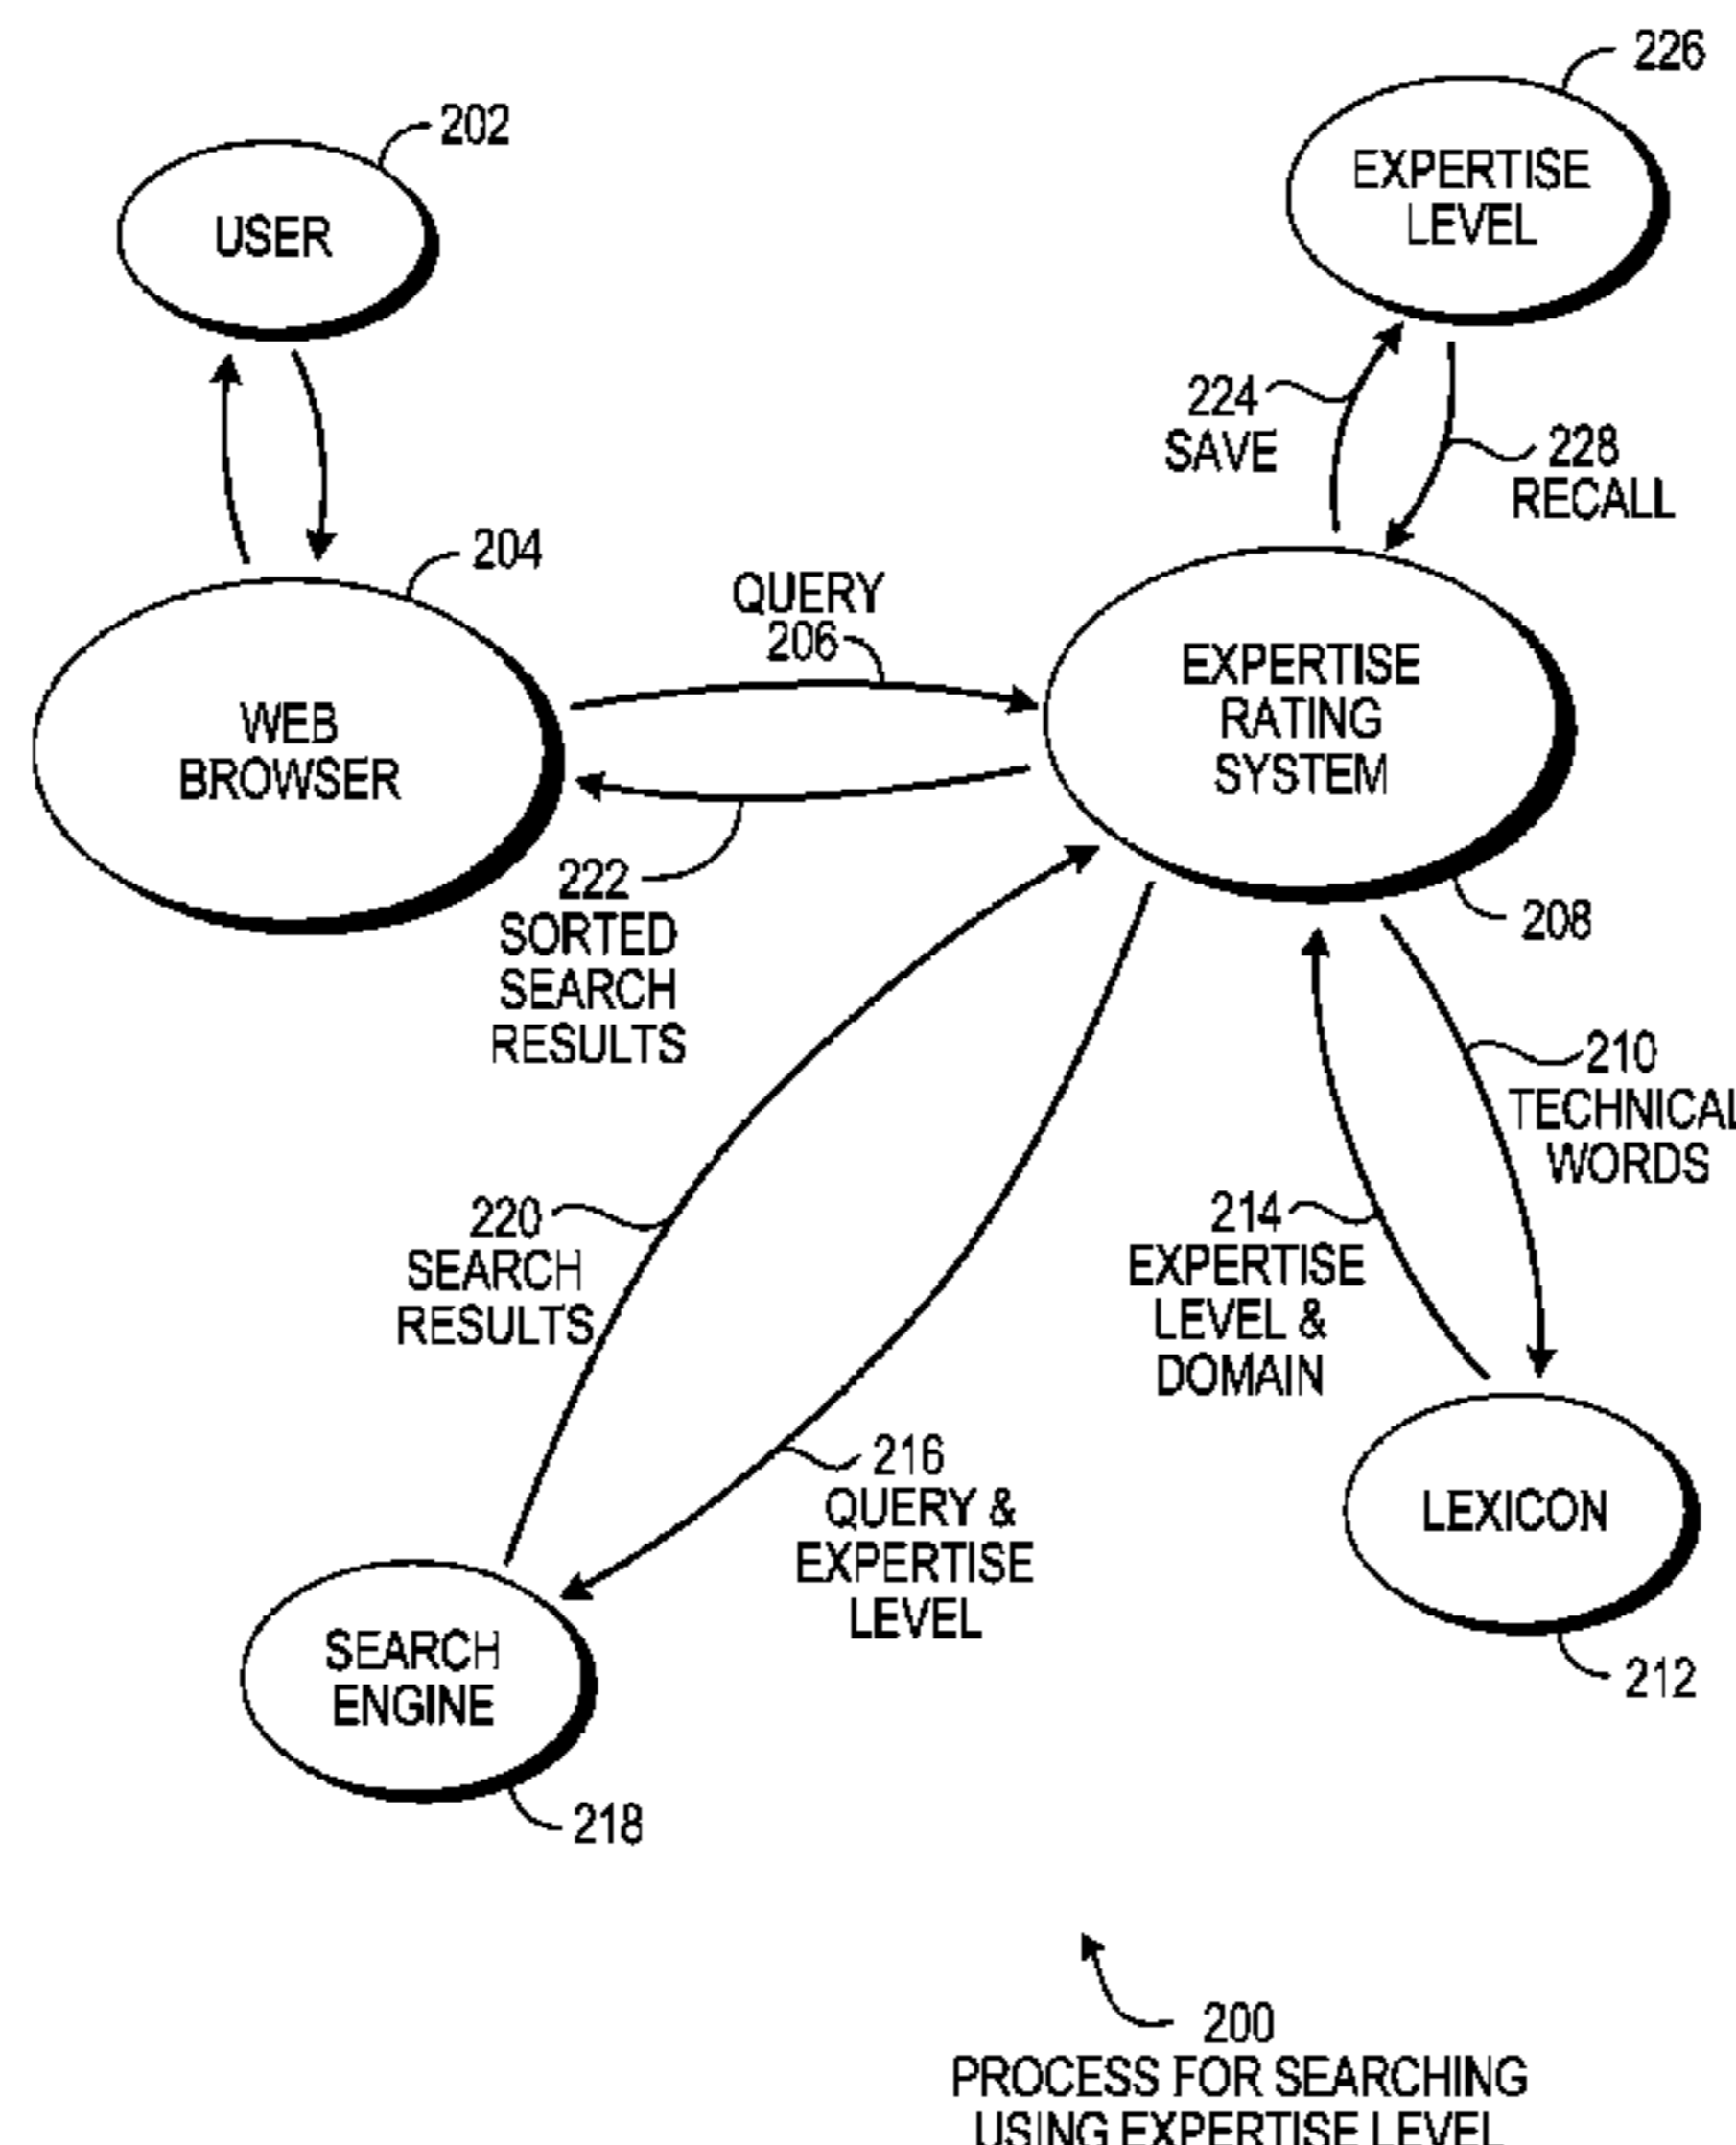 226
EXPERTISE
LEVEL
202
USER
224
SAVE
228
RECALL
204
WEB
BROWSER
QUERY
206
EXPERTISE
RATING
SYSTEM
222
SORTED
SEARCH
RESULTS
208
210
TECHNICAL
WORDS
220
SEARCH
RESULTS
214
EXPERTISE
LEVEL &
DOMAIN
216
QUERY &
EXPERTISE
LEVEL
LEXICON
212
SEARCH
ENGINE
218
200
PROCESS FOR SEARCHING
USING EXPERTISE LEVEL